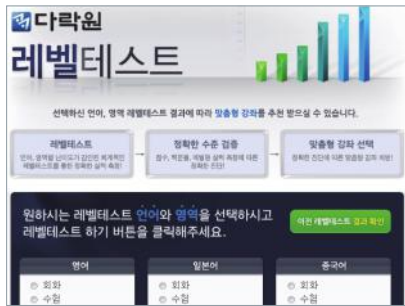 다락원
레벨테스트
선택하신 언어, 영역 레벨테스트 결과에 따라 맞춤형 강좌를 추천 받으실 수 있습니다.
레벨테스트
정확한 수준 검증
맞춤형 강좌 선택
원하시는 레벨테스트 언어와 영역을 선택하시고
레벨테스트 하기 버튼을 클릭해주세요.
이전 레벨테스트 결과 확인
영어
일본어
중국어
회화
회화
회화
수험
수험
수험